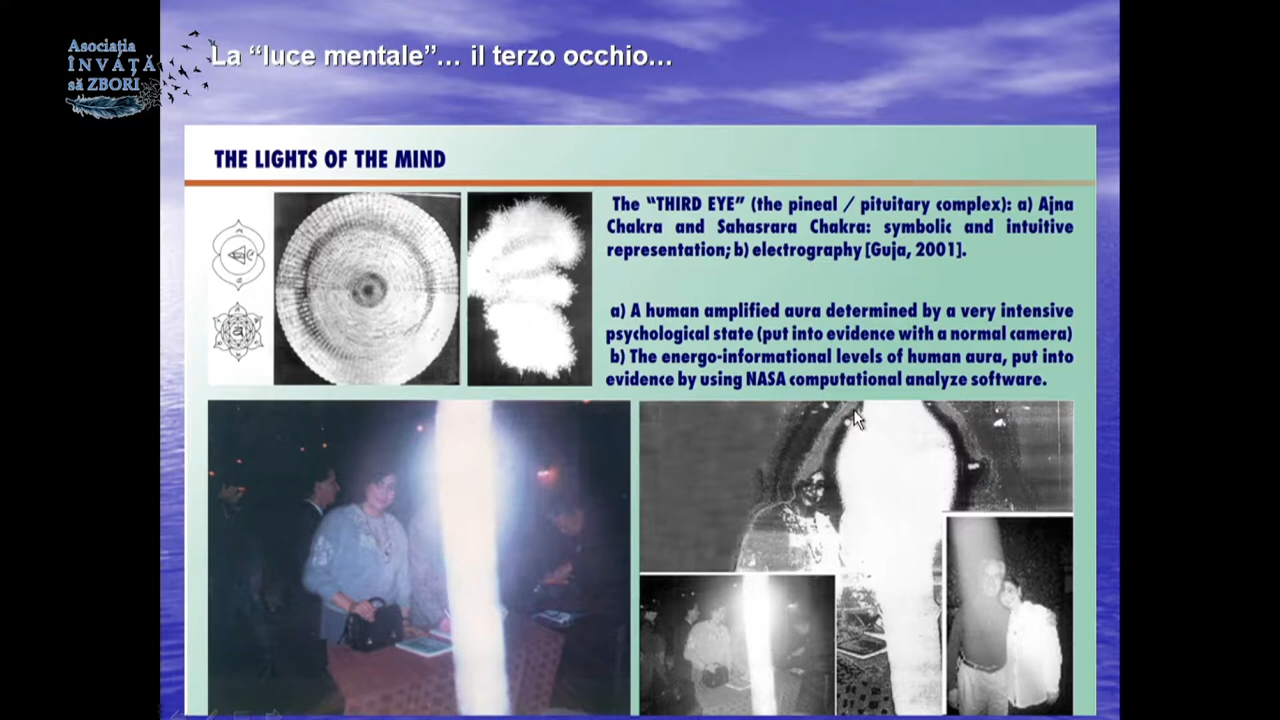 Asociația
ÎNVAȚĂ
să ZBORI
La “luce mentale”… il terzo occhio…
THE LIGHTS OF THE MIND
The “THIRD EYE” (the pineal / pituitary complex): a) Ajna
Chakra and Sahasrara Chakra: symbolic and intuitive
representation; b) electrography [Guja, 2001].
a) A human amplified aura determined by a very intensive
psychological state (put into evidence with a normal camera)
b) The energo-informational levels of human aura, put into
evidence by using NASA computational analyze software.